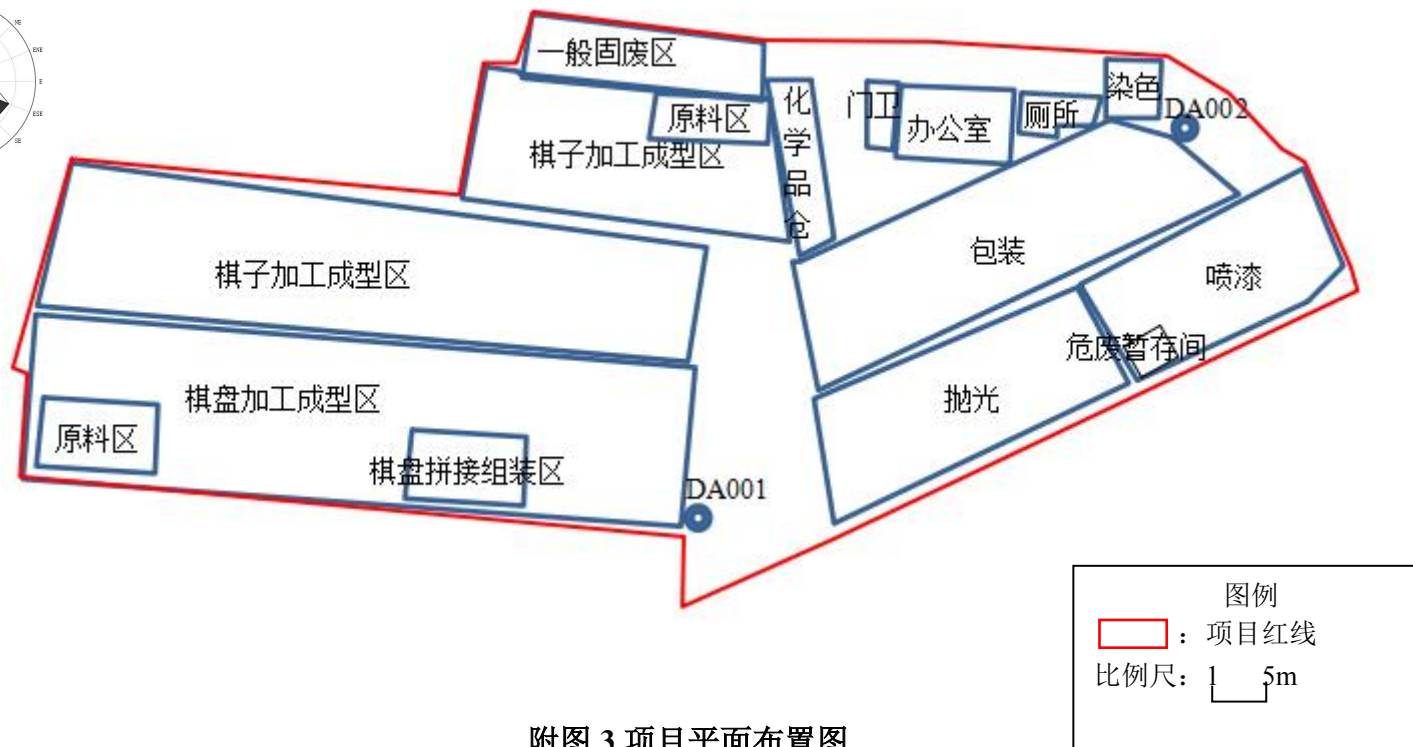 NE
ENE
E
ESE
SE
一般固废区
原料区
棋子加工成型区
化学品仓
门卫
办公室
厕所
染色
DA002
棋子加工成型区
包装
喷漆
危废暂存间
抛光
棋盘加工成型区
原料区
棋盘拼接组装区
DA001
图例
：项目红线
比例尺：1 5m
附图 3 项目平面布置图